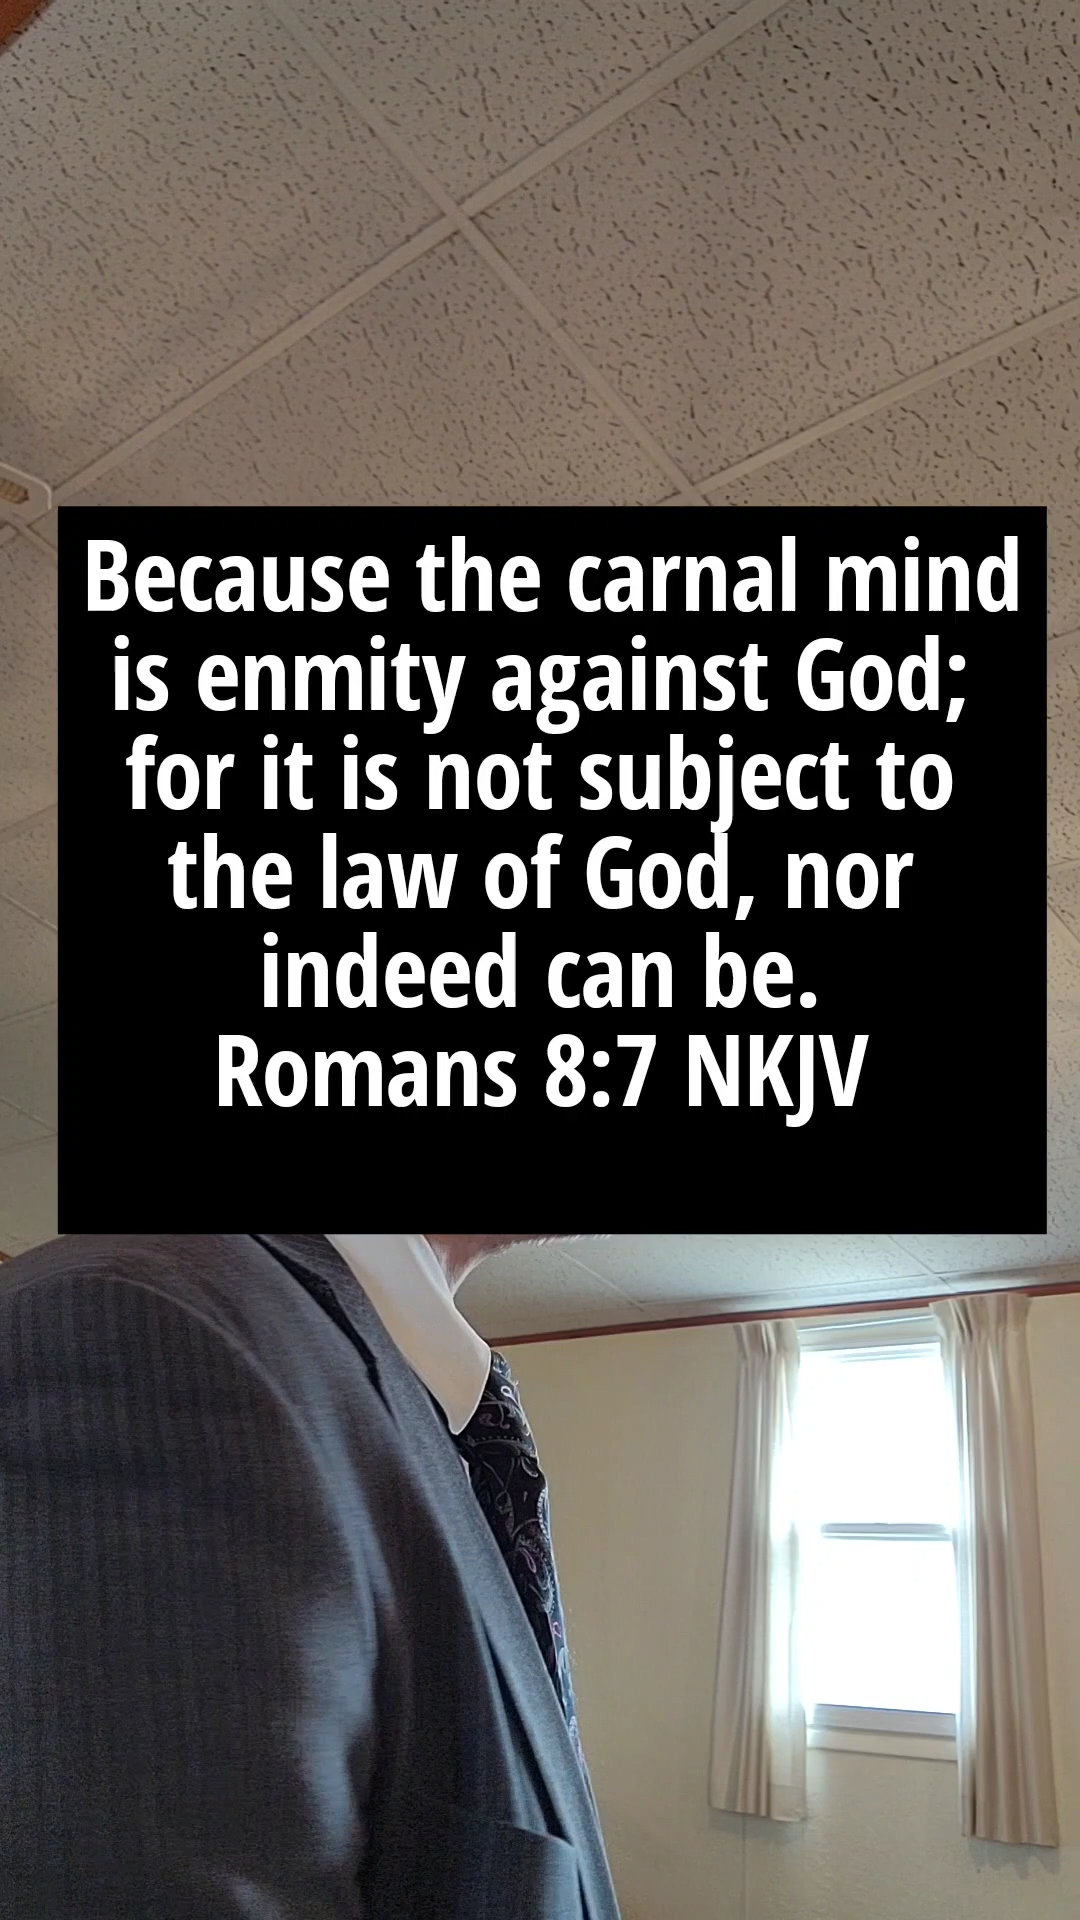 Because the carnal mind
is enmity against God;
for it is not subject to
the law of God, nor
indeed can be.
Romans 8:7 NKJV